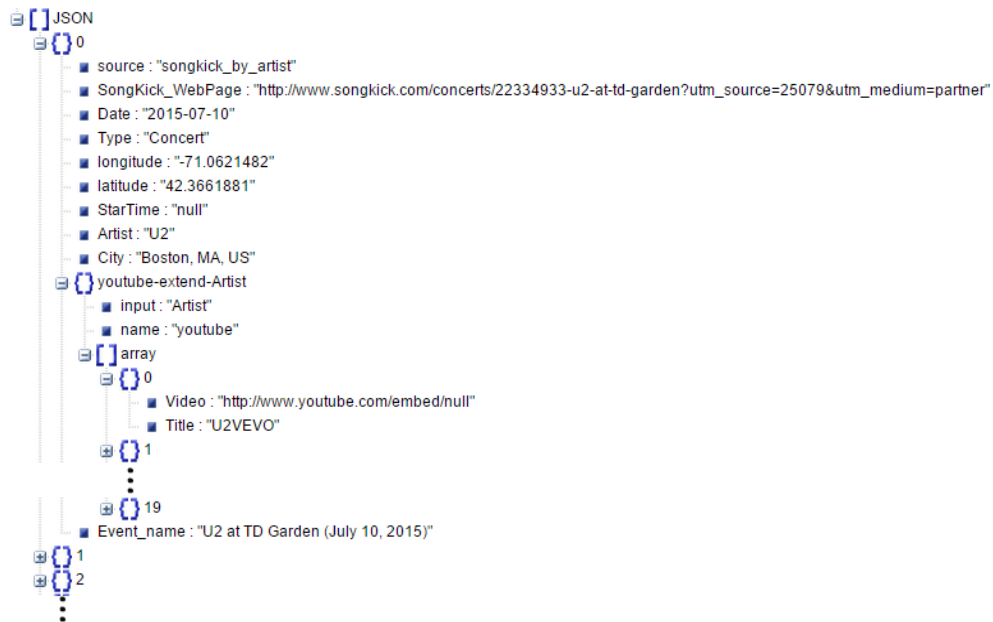 JSON
0
source : "songkick_by_artist"
SongKick_WebPage : "http://www.songkick.com/concerts/22334933-u2-at-td-garden?utm_source=25079&utm_medium=partner"
Date : "2015-07-10"
Type : "Concert"
longitude : "-71.0621482"
latitude : "42.3661881"
StarTime : "null"
Artist : "U2"
City : "Boston, MA, US"
youtube-extend-Artist
input : "Artist"
name : "youtube"
array
0
Video : "http://www.youtube.com/embed/null"
Title : "U2VEVO"
1
19
Event_name : "U2 at TD Garden (July 10, 2015)"
1
2